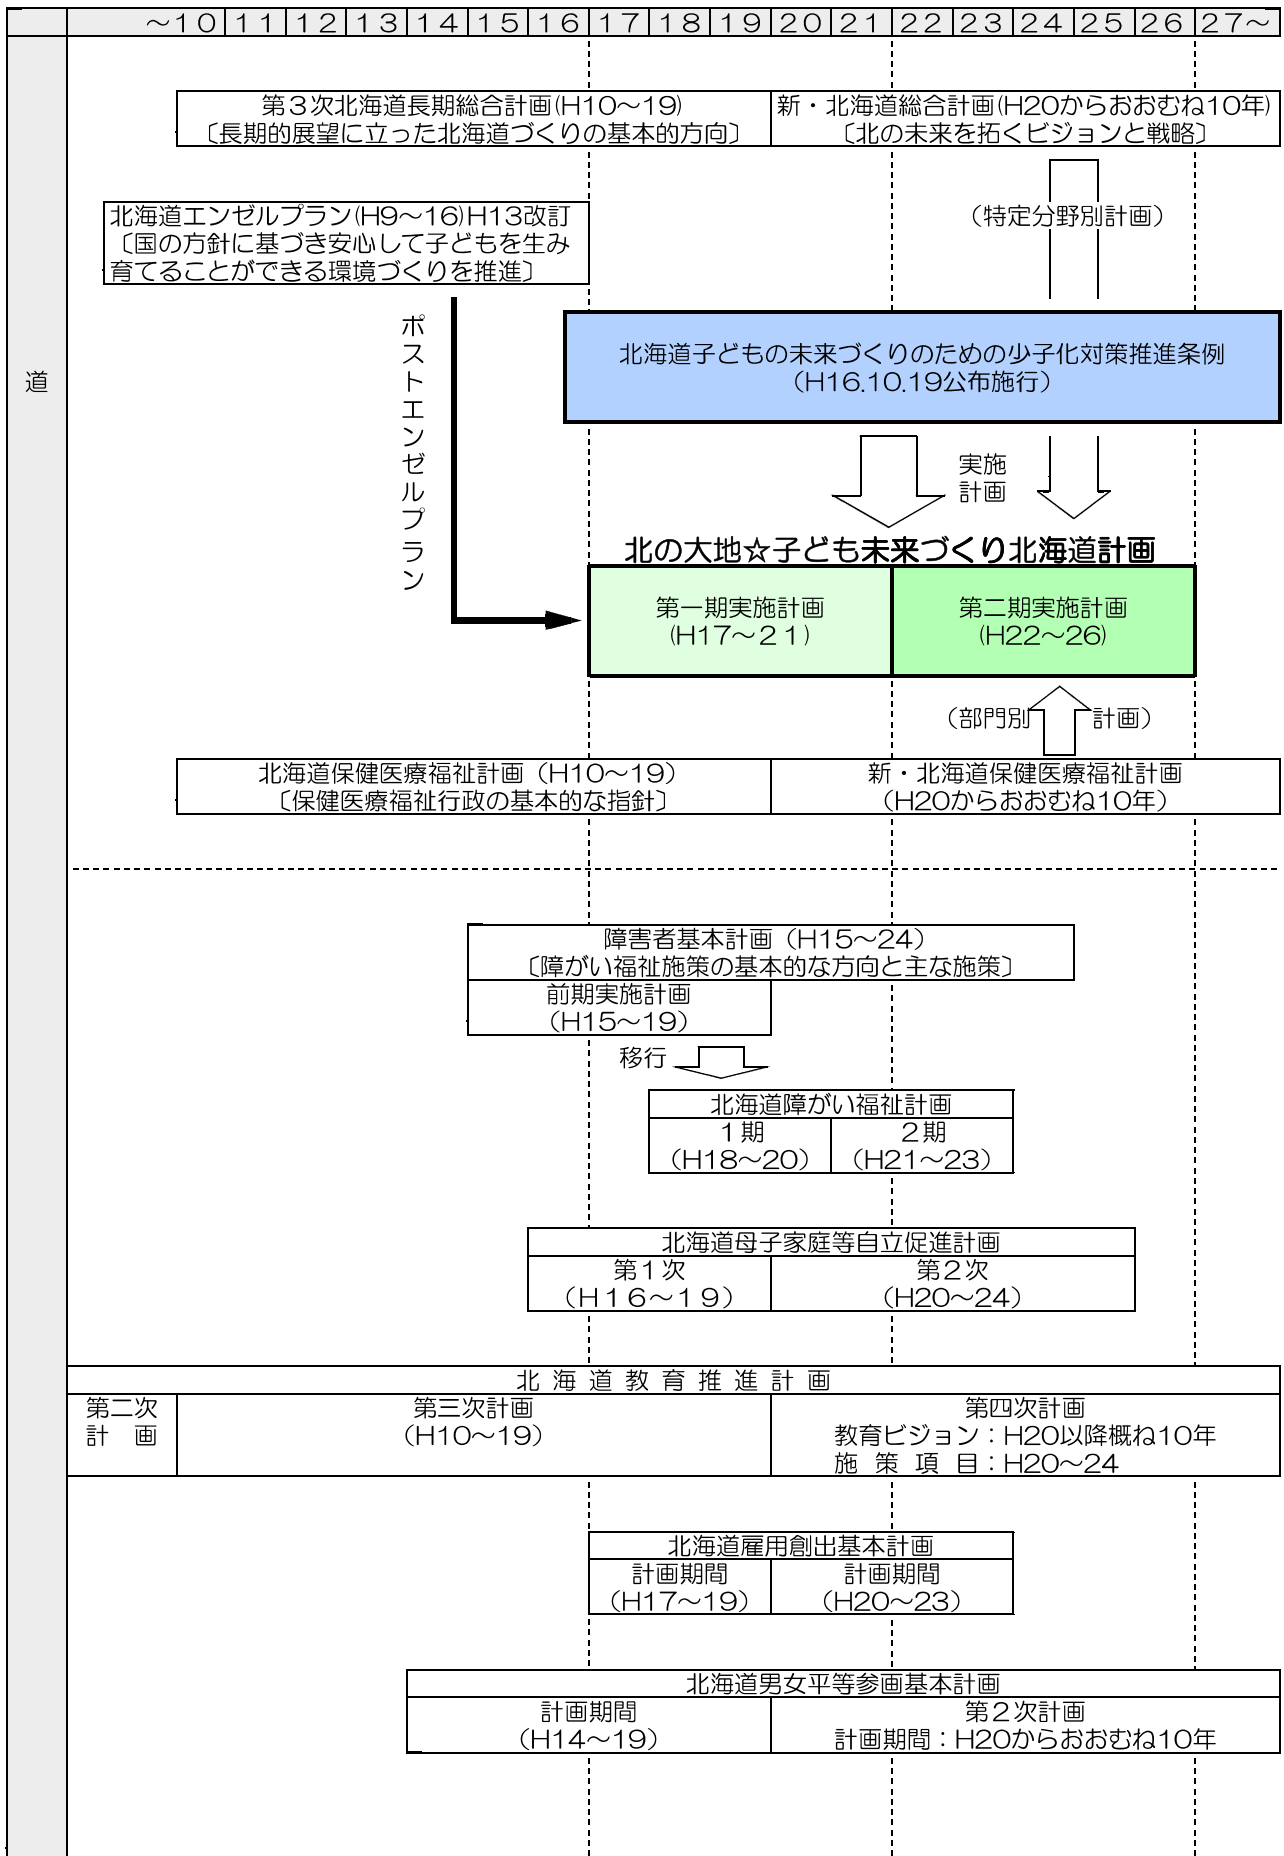 ～１０ １１ １２ １３ １４ １５ １６ １７ １８ １９ ２０ ２１ ２２ ２３ ２４ ２５ ２６ ２７～
道
第３次北海道長期総合計画(H10～19)
〔長期的展望に立った北海道づくりの基本的方向〕
新・北海道総合計画(H20からおおむね10年)
〔北の未来を拓くビジョンと戦略〕
北海道エンゼルプラン(H9～16)H13改訂
〔国の方針に基づき安心して子どもを生み
育てることができる環境づくりを推進〕
（特定分野別計画）
ポストエンゼルプラン
北海道子どもの未来づくりのための少子化対策推進条例
（H16.10.19公布施行）
実施
計画
北の大地☆子ども未来づくり北海道計画
第一期実施計画
(H17～２１)
第二期実施計画
(H22～26)
（部門別 計画）
北海道保健医療福祉計画（H10～19）
〔保健医療福祉行政の基本的な指針〕
新・北海道保健医療福祉計画
（H20からおおむね10年）
障害者基本計画（H15～24）
〔障がい福祉施策の基本的な方向と主な施策〕
前期実施計画
（H15～19）
移行
北海道障がい福祉計画
１期
（H18～20）
２期
（H21～23）
北海道母子家庭等自立促進計画
第１次
（Ｈ１６～１９）
第２次
（H20～24）
北 海 道 教 育 推 進 計 画
第二次
計　画
第三次計画
（H10～19）
第四次計画
教育ビジョン：H20以降概ね10年
施 策 項 目：H20～24
北海道雇用創出基本計画
計画期間
（H17～19）
計画期間
（H20～23）
北海道男女平等参画基本計画
計画期間
（H14～19）
第２次計画
計画期間：H20からおおむね10年